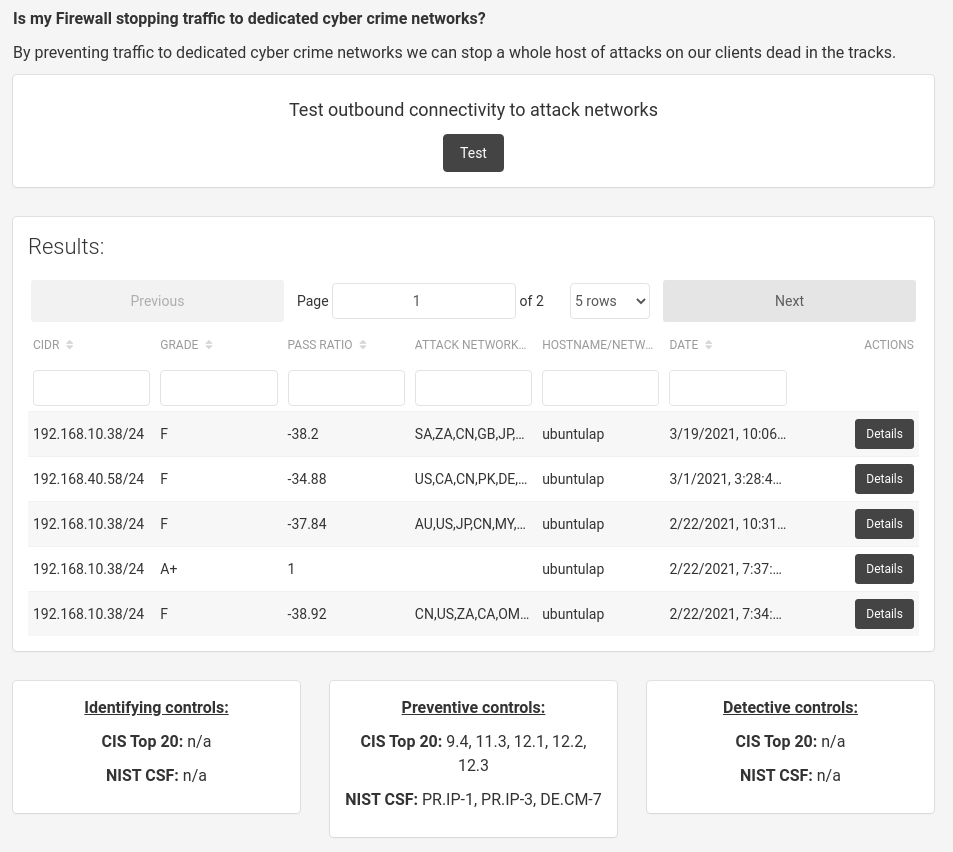 Is my Firewall stopping traffic to dedicated cyber crime networks?
By preventing traffic to dedicated cyber crime networks we can stop a whole host of attacks on our clients dead in the tracks.
Test outbound connectivity to attack networks
Test
Results:
Previous Page 1 of 2 5 rows Next
CIDR GRADE PASS RATIO ATTACK NETWORK... HOSTNAME/NETW... DATE ACTIONS
192.168.10.38/24 F -38.2 SA,ZA,CN,GB,JP,... ubuntulap 3/19/2021, 10:06... Details
192.168.40.58/24 F -34.88 US,CA,CN,PK,DE,... ubuntulap 3/1/2021, 3:28:4... Details
192.168.10.38/24 F -37.84 AU,US,JP,CN,MY,... ubuntulap 2/22/2021, 10:31... Details
192.168.10.38/24 A+ 1 ubuntulap 2/22/2021, 7:37:... Details
192.168.10.38/24 F -38.92 CN,US,ZA,CA,OM... ubuntulap 2/22/2021, 7:34:... Details
Identifying controls:
CIS Top 20: n/a
NIST CSF: n/a
Preventive controls:
CIS Top 20: 9.4, 11.3, 12.1, 12.2,
12.3
NIST CSF: PR.IP-1, PR.IP-3, DE.CM-7
Detective controls:
CIS Top 20: n/a
NIST CSF: n/a